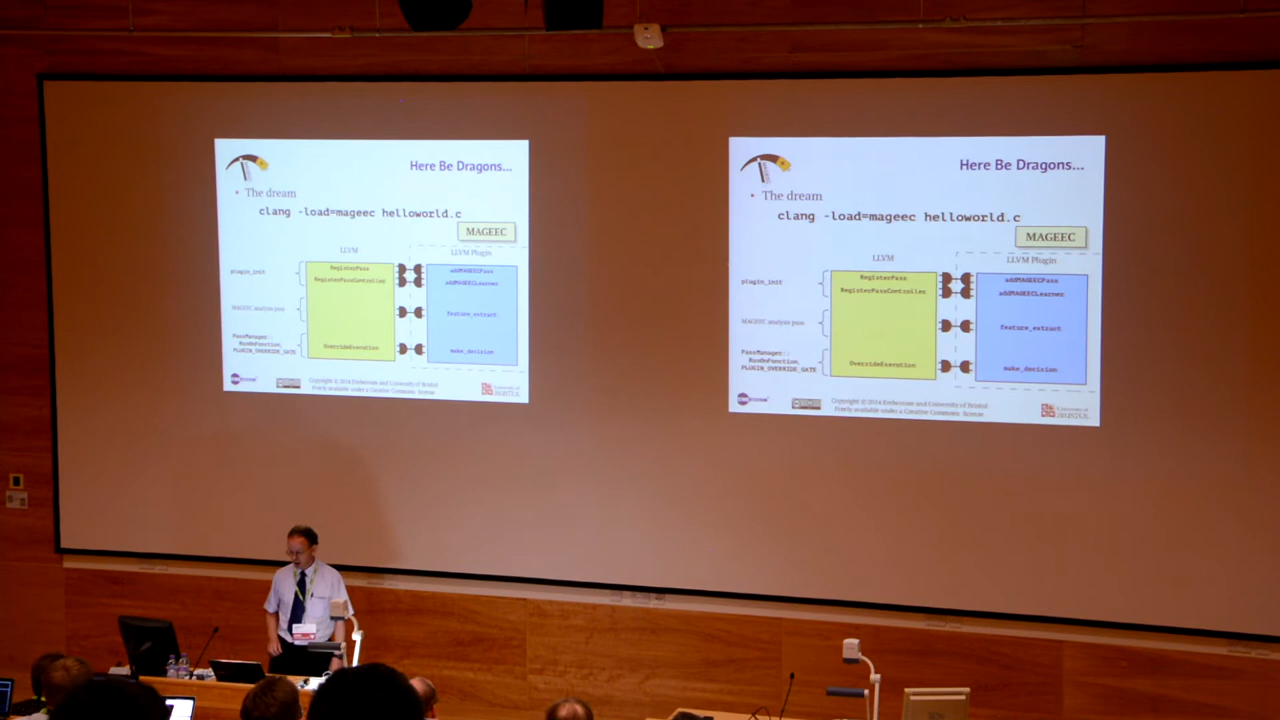 Here Be Dragons...
• The dream
clang -load=mageec helloworld.c
MAGEEC
LLVM
LLVM Plugin
plugin_init
RegisterPass
RegisterPassController
addMAGEECPass
addMAGEECLearner
MAGEEC analysis pass
feature_extract
PassManager::
RunOnFunction,
PLUGIN_OVERRIDE_GATE
OverrideExecution
make_decision
Copyright © 2014 Embecosm and University of Bristol
Freely available under a Creative Commons license
University of
BRISTOL
Here Be Dragons...
• The dream
clang -load=mageec helloworld.c
MAGEEC
LLVM
LLVM Plugin
plugin_init
RegisterPass
RegisterPassController
addMAGEECPass
addMAGEECLearner
MAGEEC analysis pass
feature_extract
PassManager::
RunOnFunction,
PLUGIN_OVERRIDE_GATE
OverrideExecution
make_decision
Copyright © 2014 Embecosm and University of Bristol
Freely available under a Creative Commons license
University of
BRISTOL